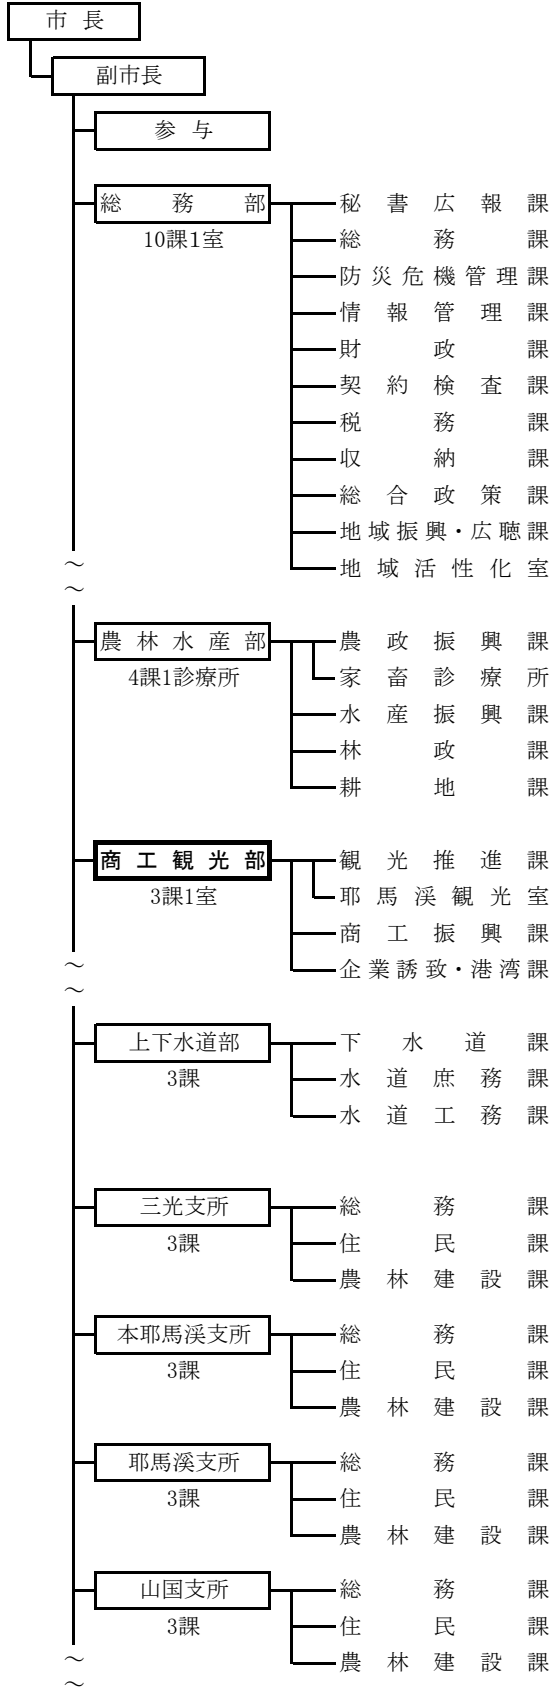 市長
副市長
参与
総務部 秘書広報課
10課1室 総務課
防災危機管理課
情報管理課
財政課
契約検査課
税務課
収納課
総合政策課
地域振興・広聴課
～ 地域活性化室
～
農林水産部 農政振興課
4課1診療所 家畜診療所
水産振興課
林政課
耕地課
商工観光部 観光推進課
3課1室 耶馬渓観光室
商工振興課
～ 企業誘致・港湾課
～
上下水道部 下水道課
3課 水道庶務課
水道工務課
三光支所 総務課
3課 住民課
農林建設課
本耶馬渓支所 総務課
3課 住民課
農林建設課
耶馬渓支所 総務課
3課 住民課
農林建設課
山国支所 総務課
3課 住民課
～ 農林建設課
～